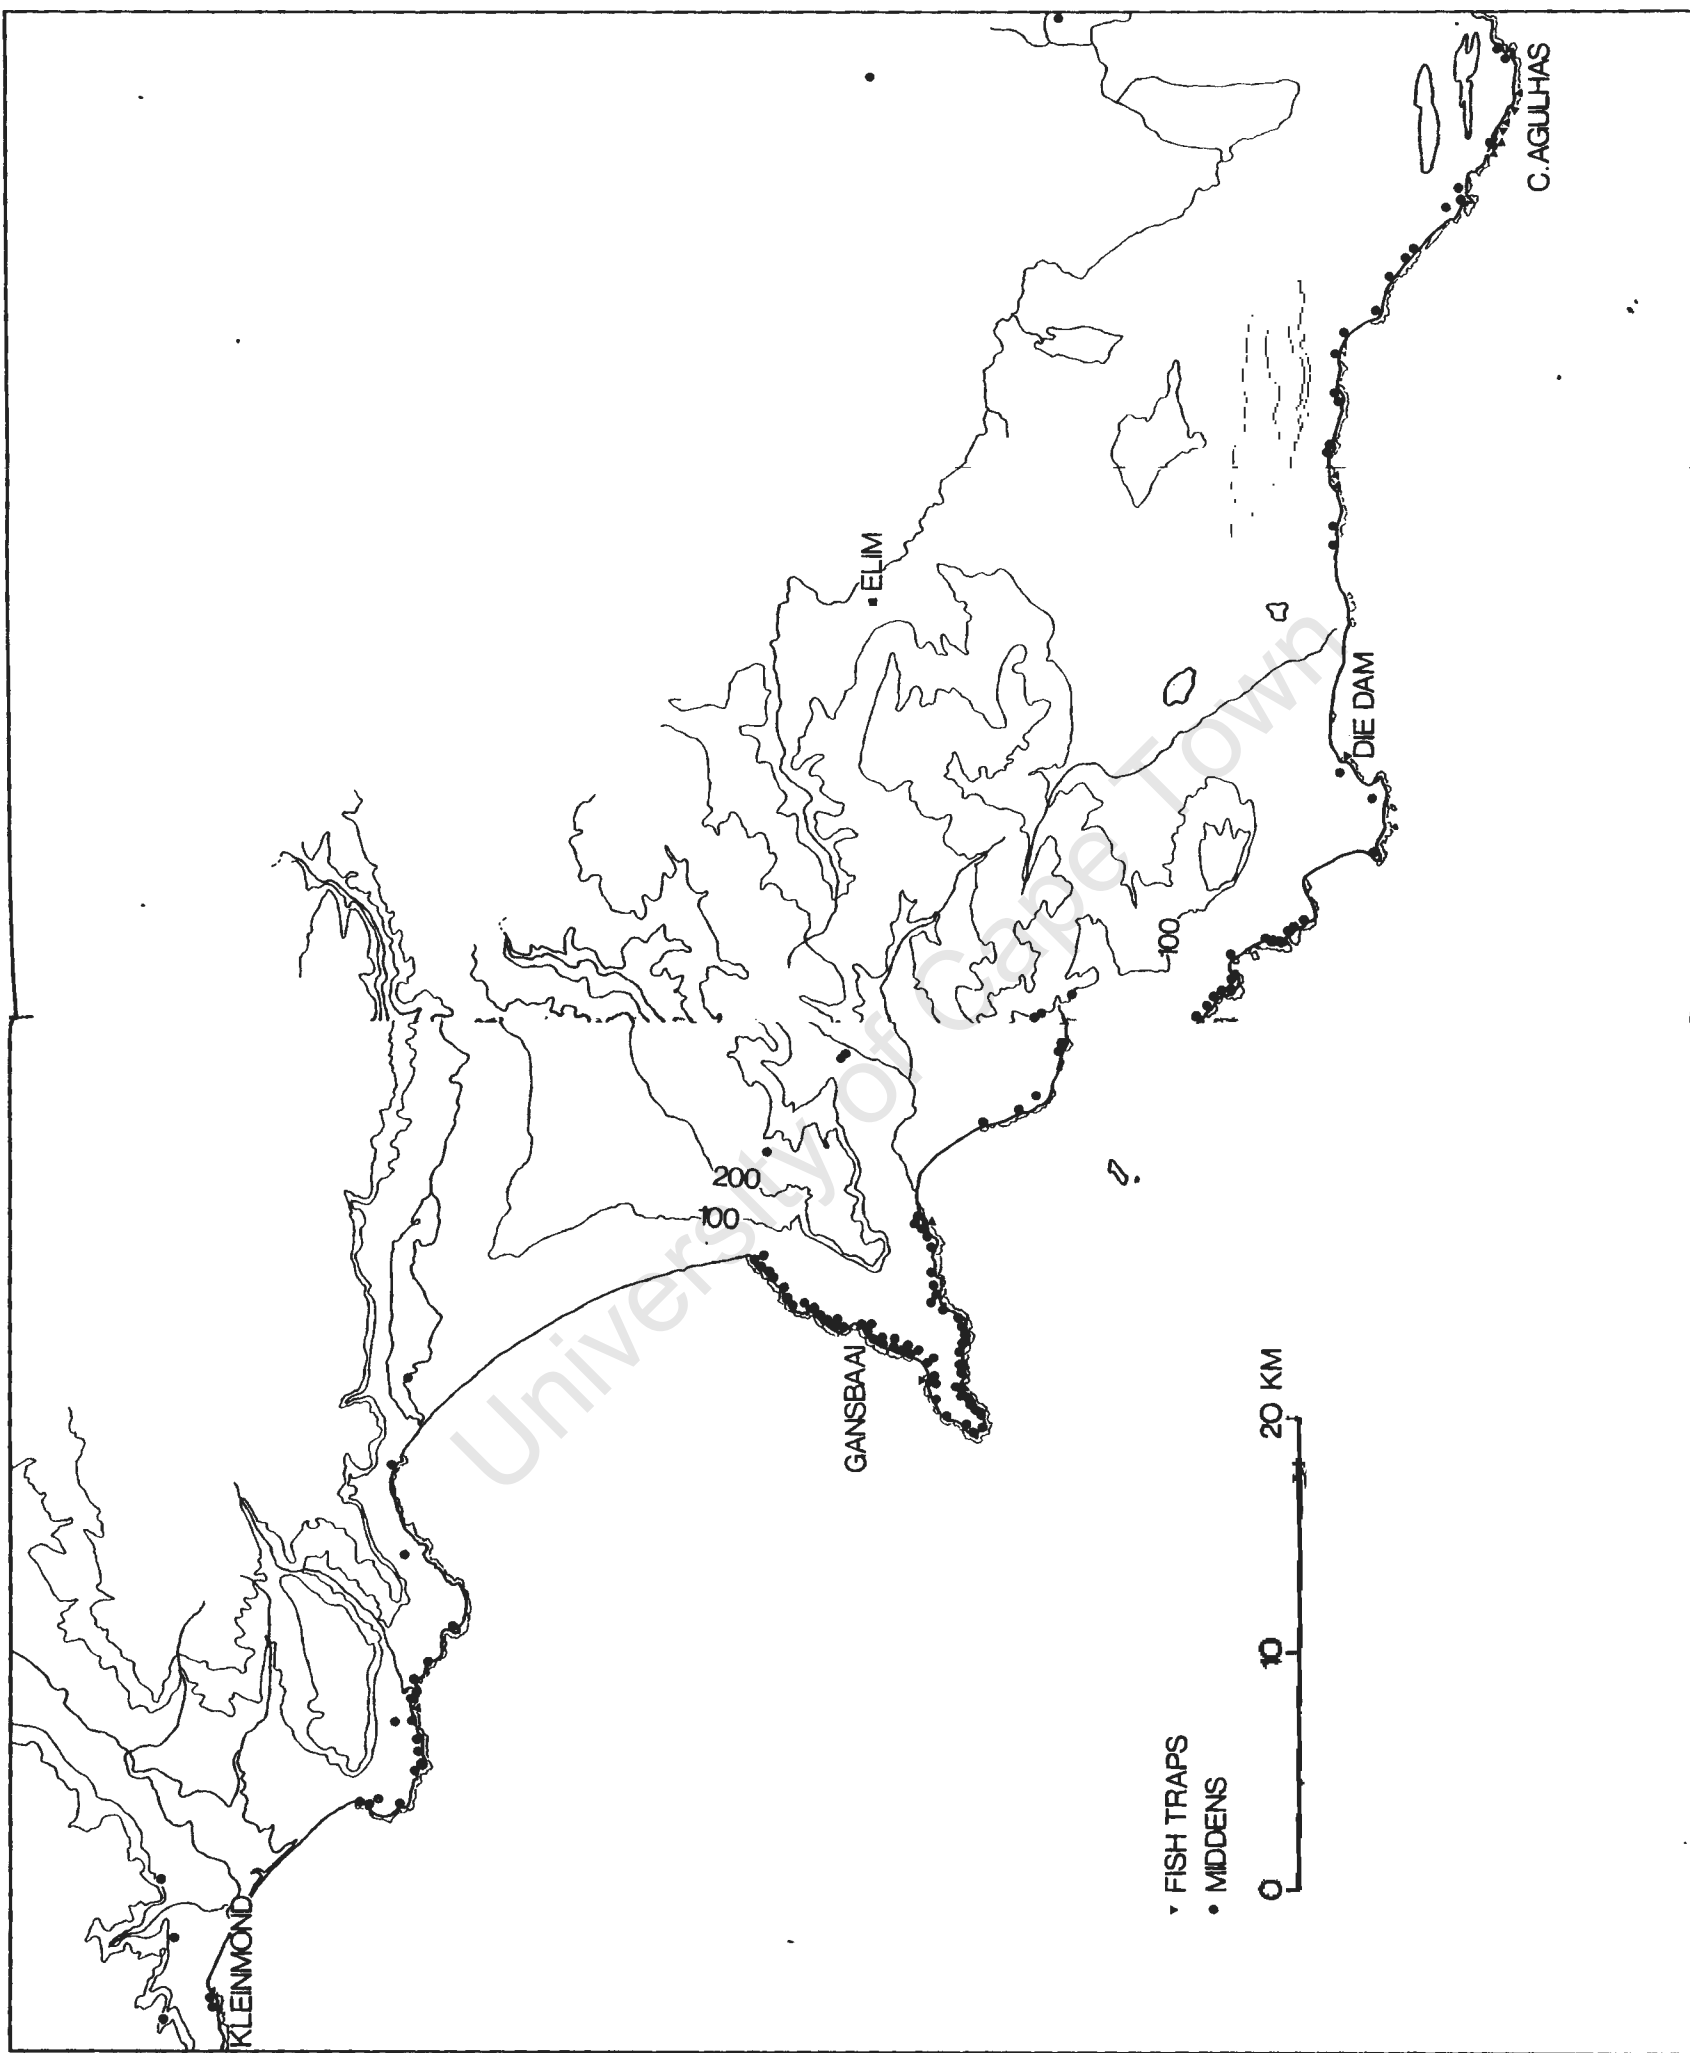 KLEINMOND
GANSBAAI
ELIM
DIE DAM
C. AGULHAS
200
100
100
▾ FISH TRAPS
● MIDDENS
0 10 20 KM
University of Cape Town